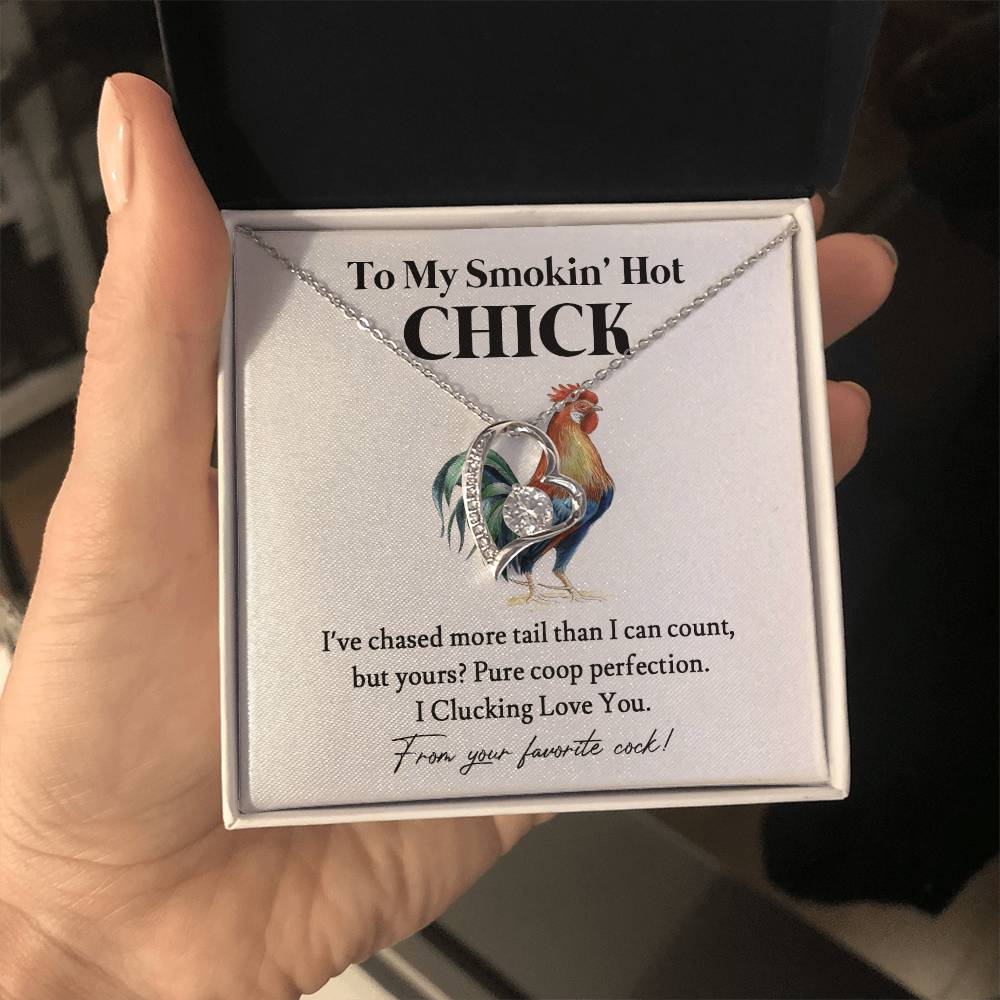 To My Smokin' Hot
CHICK
I've chased more tail than I can count,
but yours? Pure coop perfection.
I Clucking Love You.
From your favorite cock!